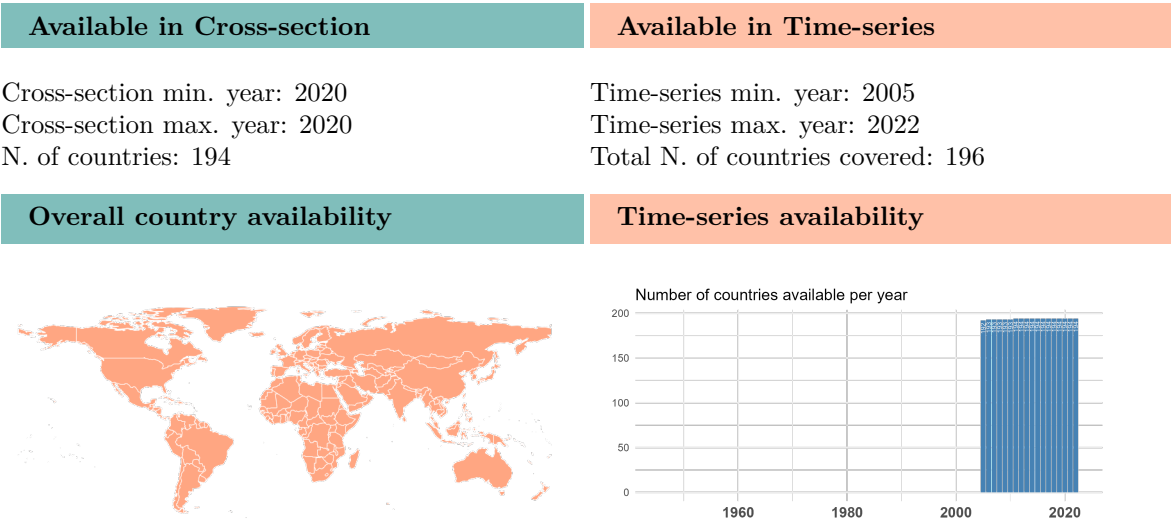 Available in Cross-section
Available in Time-series
Cross-section min. year: 2020
Cross-section max. year: 2020
N. of countries: 194
Time-series min. year: 2005
Time-series max. year: 2022
Total N. of countries covered: 196
Overall country availability
Time-series availability
Number of countries available per year
200
150
100
50
0
1960 1980 2000 2020